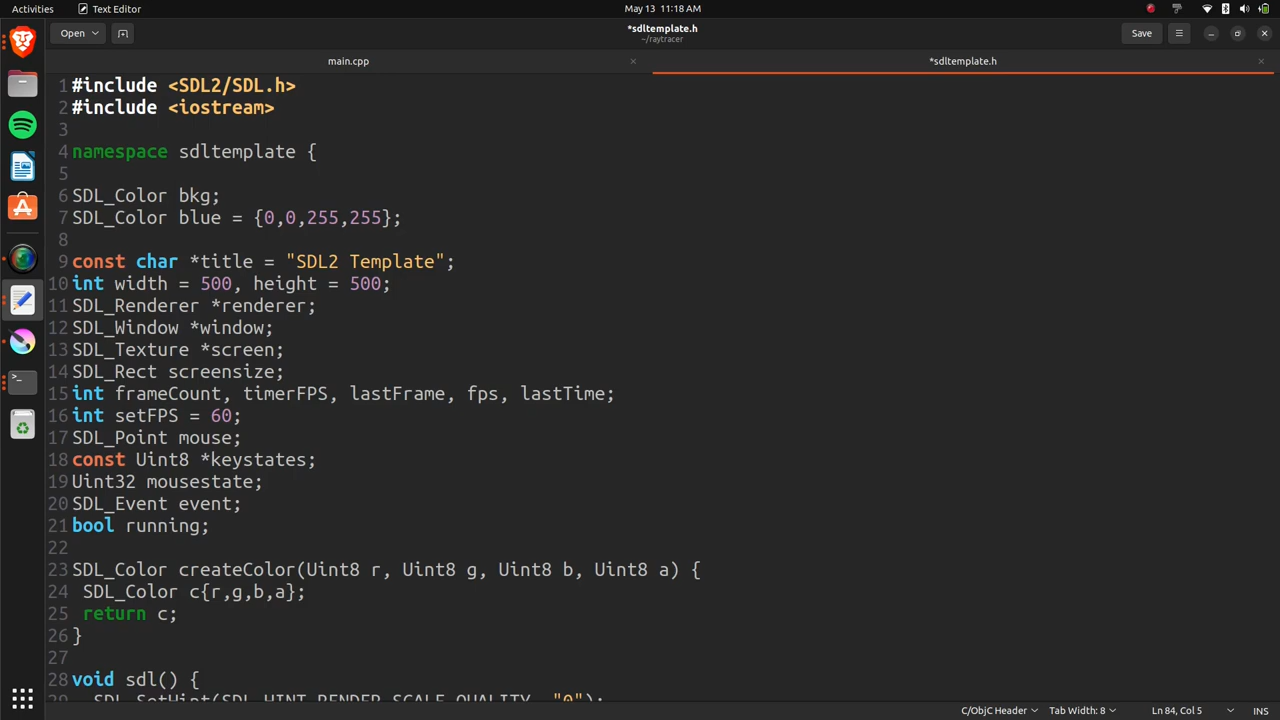 Activities Text Editor May 13 11:18 AM
Open *sdltemplate.h Save
~/raytracer
main.cpp *sdltemplate.h
1 #include <SDL2/SDL.h>
2 #include <iostream>
3
4 namespace sdltemplate {
5
6 SDL_Color bkg;
7 SDL_Color blue = {0,0,255,255};
8
9 const char *title = "SDL2 Template";
10 int width = 500, height = 500;
11 SDL_Renderer *renderer;
12 SDL_Window *window;
13 SDL_Texture *screen;
14 SDL_Rect screensize;
15 int frameCount, timerFPS, lastFrame, fps, lastTime;
16 int setFPS = 60;
17 SDL_Point mouse;
18 const Uint8 *keystates;
19 Uint32 mousestate;
20 SDL_Event event;
21 bool running;
22
23 SDL_Color createColor(Uint8 r, Uint8 g, Uint8 b, Uint8 a) {
24  SDL_Color c{r,g,b,a};
25  return c;
26 }
27
28 void sdl() {
29   SDL_SetHint(SDL_HINT_RENDER_SCALE_QUALITY, "0");
C/ObjC Header Tab Width: 8 Ln 84, Col 5 INS